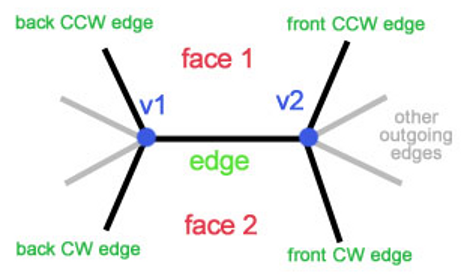 back CCW edge
front CCW edge
face 1
v1
v2
other
outgoing
edges
edge
face 2
back CW edge
front CW edge